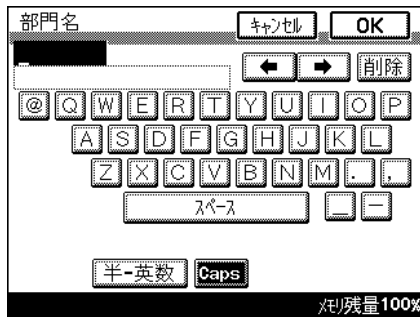 部門名 ｷｬﾝｾﾙ OK
← → 削除
@ Q W E R T Y U I O P
A S D F G H J K L
Z X C V B N M . ,
ｽﾍﾟｰｽ _ －
半-英数 Caps
ﾒﾓﾘ残量100%